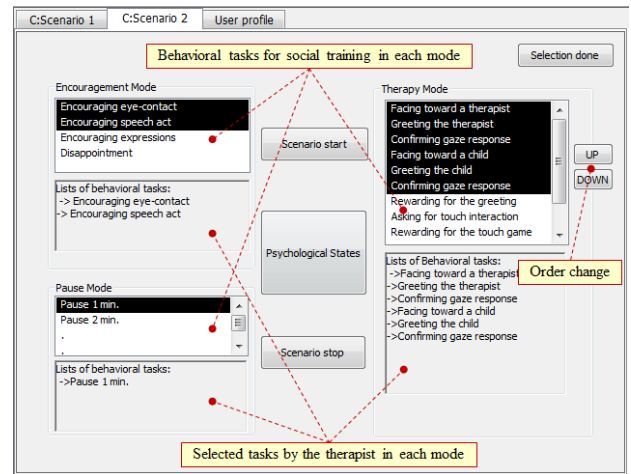 C:Scenario 1
C:Scenario 2
User profile
Behavioral tasks for social training in each mode
Selection done
Encouragement Mode
Encouraging eye-contact
Encouraging speech act
Encouraging expressions
Disappointment
Lists of behavioral tasks:
-> Encouraging eye-contact
-> Encouraging speech act
Pause Mode
Pause 1 min.
Pause 2 min.
.
.
Lists of behavioral tasks:
->Pause 1 min.
Scenario start
Psychological States
Scenario stop
Therapy Mode
Facing toward a therapist
Greeting the therapist
Confirming gaze response
Facing toward a child
Greeting the child
Confirming gaze response
Rewarding for the greeting
Asking for touch interaction
Rewarding for the touch game
UP
DOWN
Order change
Lists of Behavioral tasks:
->Facing toward a therapist
->Greeting the therapist
->Confirming gaze response
->Facing toward a child
->Greeting the child
->Confirming gaze response
Selected tasks by the therapist in each mode